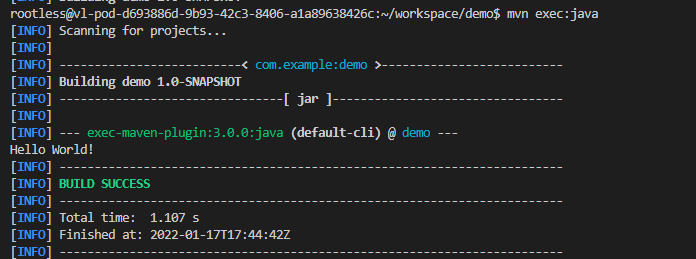 rootless@vl-pod-d693886d-9b93-42c3-8406-a1a89638426c:~/workspace/demo$ mvn exec:java
[INFO] Scanning for projects...
[INFO]
[INFO] --------------------------< com.example:demo >--------------------------
[INFO] Building demo 1.0-SNAPSHOT
[INFO] --------------------------------[ jar ]---------------------------------
[INFO]
[INFO] --- exec-maven-plugin:3.0.0:java (default-cli) @ demo ---
Hello World!
[INFO] ------------------------------------------------------------------------
[INFO] BUILD SUCCESS
[INFO] ------------------------------------------------------------------------
[INFO] Total time:  1.107 s
[INFO] Finished at: 2022-01-17T17:44:42Z
[INFO] ------------------------------------------------------------------------